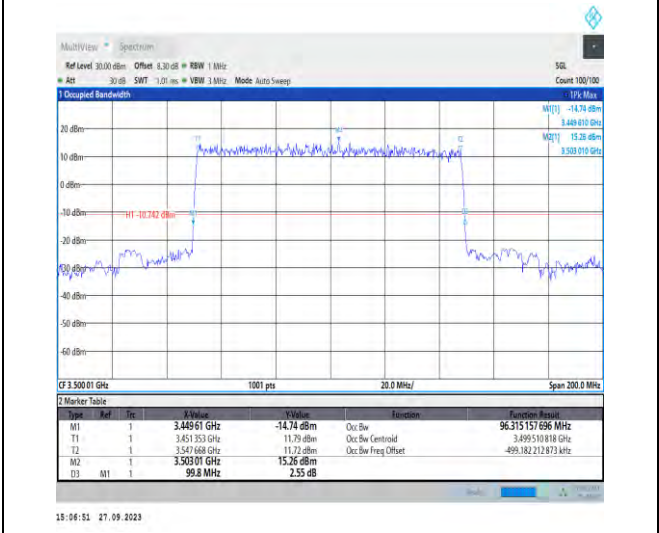 MultiView Spectrum
Ref Level 30.00 dBm Offset 8.30 dB RBW 1 MHz SGL
Att 30 dB SWT 1.01 ms VBW 3 MHz Mode Auto Sweep Count 100/100
1 Occupied Bandwidth 1Pk Max
M1[1] -14.74 dBm
3.449 610 GHz
20 dBm
M2[1] 15.26 dBm
3.503 010 GHz
T1
M2
T2
10 dBm
0 dBm
-10 dBm
H1 -10.742 dBm
-20 dBm
-30 dBm
-40 dBm
-50 dBm
-60 dBm
CF 3.500 01 GHz 1001 pts 20.0 MHz/ Span 200.0 MHz
2 Marker Table
Type Ref Trc X-Value Y-Value Function Function Result
M1 1 3.449 61 GHz -14.74 dBm Occ Bw 96.315 157 696 MHz
T1 1 3.451 353 GHz 11.79 dBm Occ Bw Centroid 3.499 510 818 GHz
T2 1 3.547 668 GHz 11.72 dBm Occ Bw Freq Offset -499.182 212 873 kHz
M2 1 3.503 01 GHz 15.26 dBm
D3 M1 1 99.8 MHz 2.55 dB
15:06:51 27.09.2023